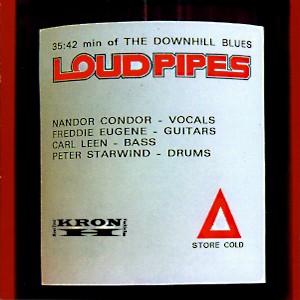 35:42 min of THE DOWNHILL BLUES
LOUDPIPES
NANDOR CONDOR - VOCALS
FREDDIE EUGENE - GUITARS
CARL LEEN - BASS
PETER STARWIND - DRUMS
KRON
H
STORE COLD